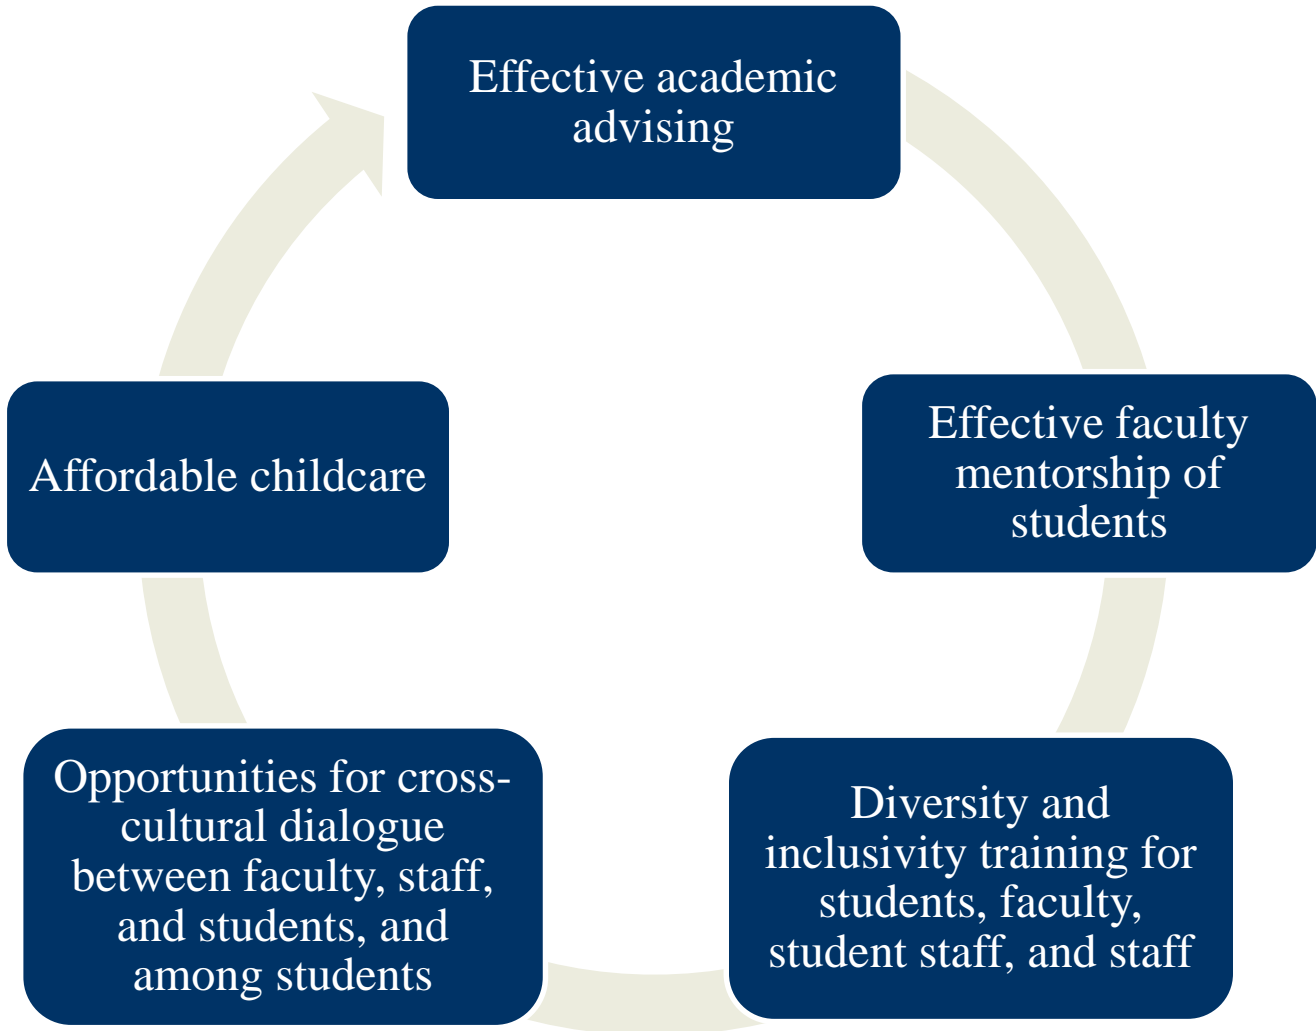 Effective academic
advising
Effective faculty
mentorship of
students
Diversity and
inclusivity training for
students, faculty,
student staff, and staff
Opportunities for cross-
cultural dialogue
between faculty, staff,
and students, and
among students
Affordable childcare